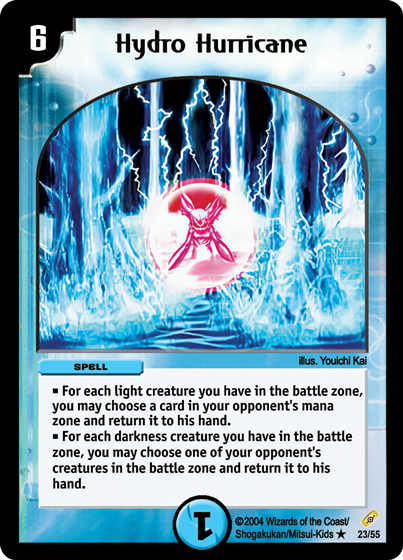 6
Hydro Hurricane
illus. Youichi Kai
SPELL
▪ For each light creature you have in the battle zone,
you may choose a card in your opponent's mana
zone and return it to his hand.
▪ For each darkness creature you have in the battle
zone, you may choose one of your opponent's
creatures in the battle zone and return it to his
hand.
1
©2004 Wizards of the Coast/
Shogakukan/Mitsui-Kids ★ 23/55